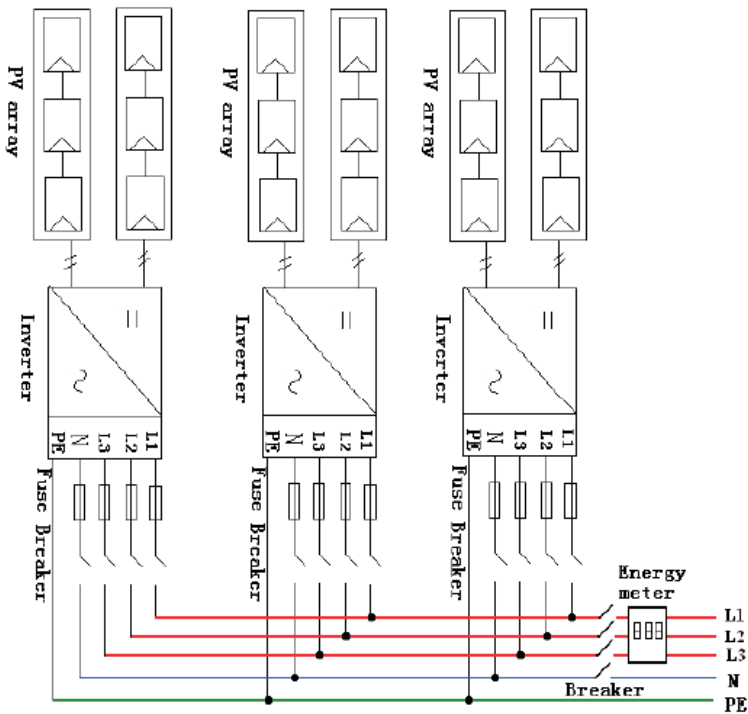 PV array
PV array
PV array
Inverter
Inverter
Inverter
PE N L3 L2 L1
PE N L3 L2 L1
PE N L3 L2 L1
Fuse Breaker
Fuse Breaker
Fuse Breaker
Energy
meter
L1
L2
L3
N
Breaker
PE